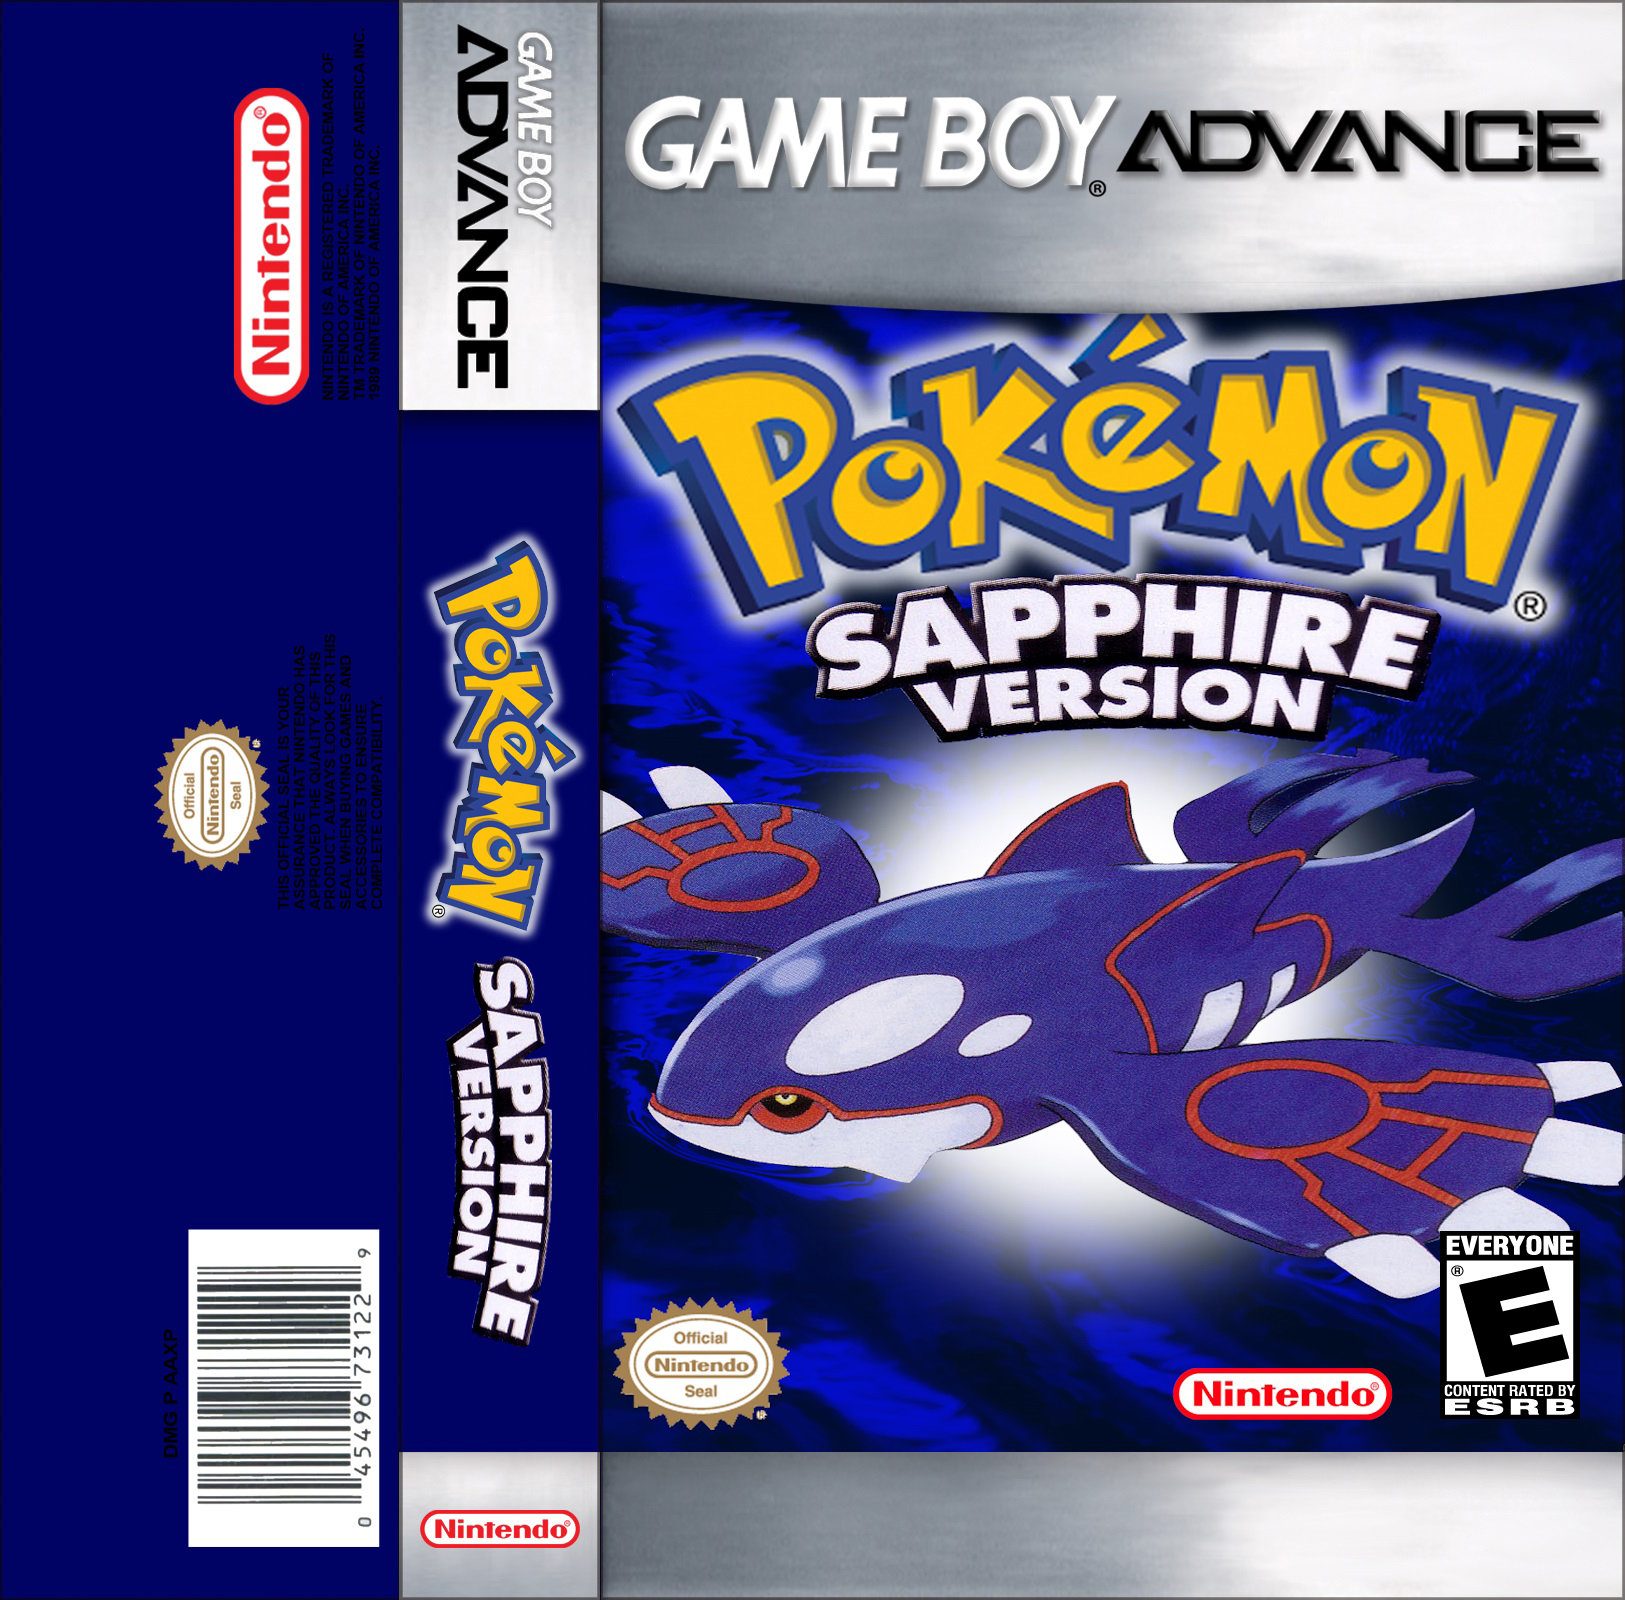 Nintendo®
NINTENDO IS A REGISTERED TRADEMARK OF
NINTENDO OF AMERICA INC.
TM TRADEMARK OF NINTENDO OF AMERICA INC.
1989 NINTENDO OF AMERICA INC.
Official
Nintendo
Seal
THIS OFFICIAL SEAL IS YOUR
ASSURANCE THAT NINTENDO HAS
APPROVED THE QUALITY OF THIS
PRODUCT. ALWAYS LOOK FOR THIS
SEAL WHEN BUYING GAMES AND
ACCESSORIES TO ENSURE
COMPLETE COMPATIBILITY.
DMG P AAXP
0 45496 73122 9
GAME BOY
ADVANCE
POKéMON®
SAPPHIRE
VERSION
Nintendo®
GAME BOY® ADVANCE
POKéMON®
SAPPHIRE
VERSION
Official
Nintendo
Seal
Nintendo®
EVERYONE
®
E
CONTENT RATED BY
ESRB